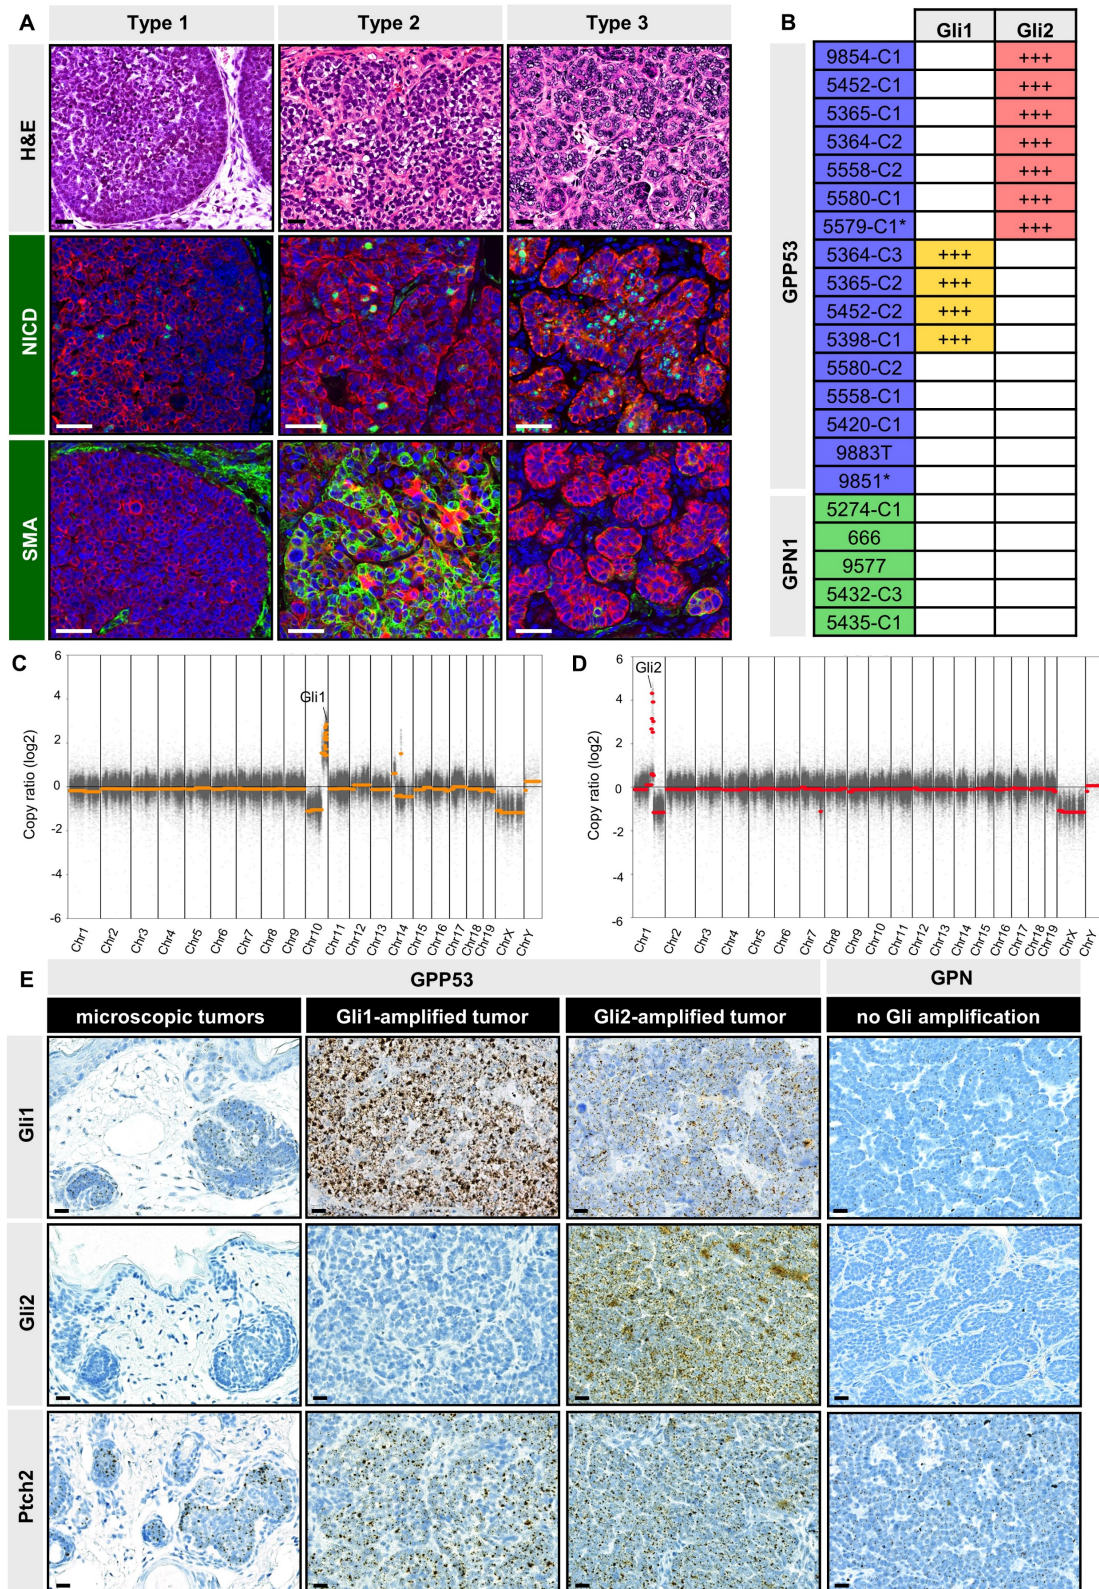 A
Type 1
Type 2
Type 3
H&E
NICD
SMA
B
Gli1
Gli2
GPP53
9854-C1 +++
5452-C1 +++
5365-C1 +++
5364-C2 +++
5558-C2 +++
5580-C1 +++
5579-C1* +++
5364-C3 +++
5365-C2 +++
5452-C2 +++
5398-C1 +++
5580-C2
5558-C1
5420-C1
9883T
9851*
GPN1
5274-C1
666
9577
5432-C3
5435-C1
C
Copy ratio (log2)
6
4
2
0
-2
-4
-6
Gli1
Chr1 Chr2 Chr3 Chr4 Chr5 Chr6 Chr7 Chr8 Chr9 Chr10 Chr11 Chr12 Chr13 Chr14 Chr15 Chr16 Chr17 Chr18 Chr19 ChrX ChrY
D
Copy ratio (log2)
6
4
2
0
-2
-4
-6
Gli2
Chr1 Chr2 Chr3 Chr4 Chr5 Chr6 Chr7 Chr8 Chr9 Chr10 Chr11 Chr12 Chr13 Chr14 Chr15 Chr16 Chr17 Chr18 Chr19 ChrX ChrY
E
GPP53
GPN
microscopic tumors
Gli1-amplified tumor
Gli2-amplified tumor
no Gli amplification
Gli1
Gli2
Ptch2